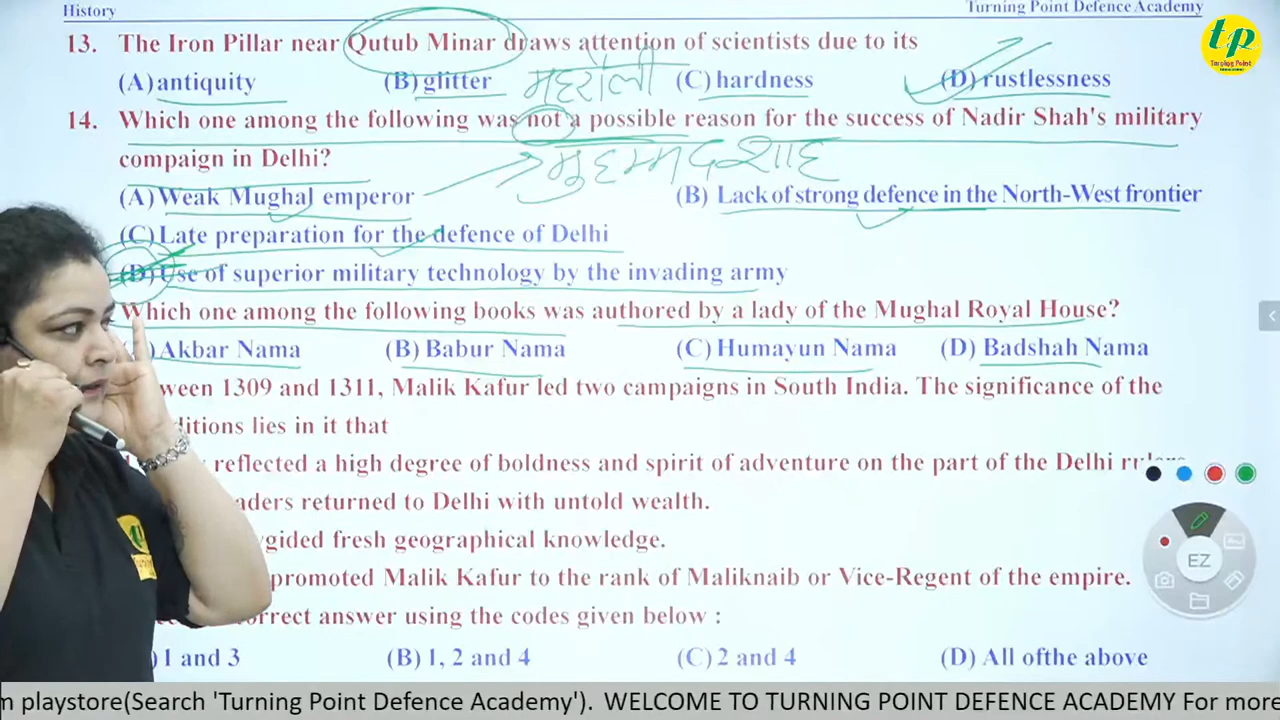 History
Turning Point Defence Academy
tp
Turning Point
13. The Iron Pillar near Qutub Minar draws attention of scientists due to its
(A) antiquity (B) glitter महरौली (C) hardness (D) rustlessness
14. Which one among the following was not a possible reason for the success of Nadir Shah's military
compaign in Delhi? मुहम्मद शाह
(A) Weak Mughal emperor (B) Lack of strong defence in the North-West frontier
(C) Late preparation for the defence of Delhi
(D) Use of superior military technology by the invading army
Which one among the following books was authored by a lady of the Mughal Royal House?
Akbar Nama (B) Babur Nama (C) Humayun Nama (D) Badshah Nama
ween 1309 and 1311, Malik Kafur led two campaigns in South India. The significance of the
ditions lies in it that
reflected a high degree of boldness and spirit of adventure on the part of the Delhi
aders returned to Delhi with untold wealth.
gided fresh geographical knowledge.
promoted Malik Kafur to the rank of Maliknaib or Vice-Regent of the empire.
orrect answer using the codes given below :
) 1 and 3 (B) 1, 2 and 4 (C) 2 and 4 (D) All ofthe above
EZ
m playstore(Search 'Turning Point Defence Academy'). WELCOME TO TURNING POINT DEFENCE ACADEMY For more